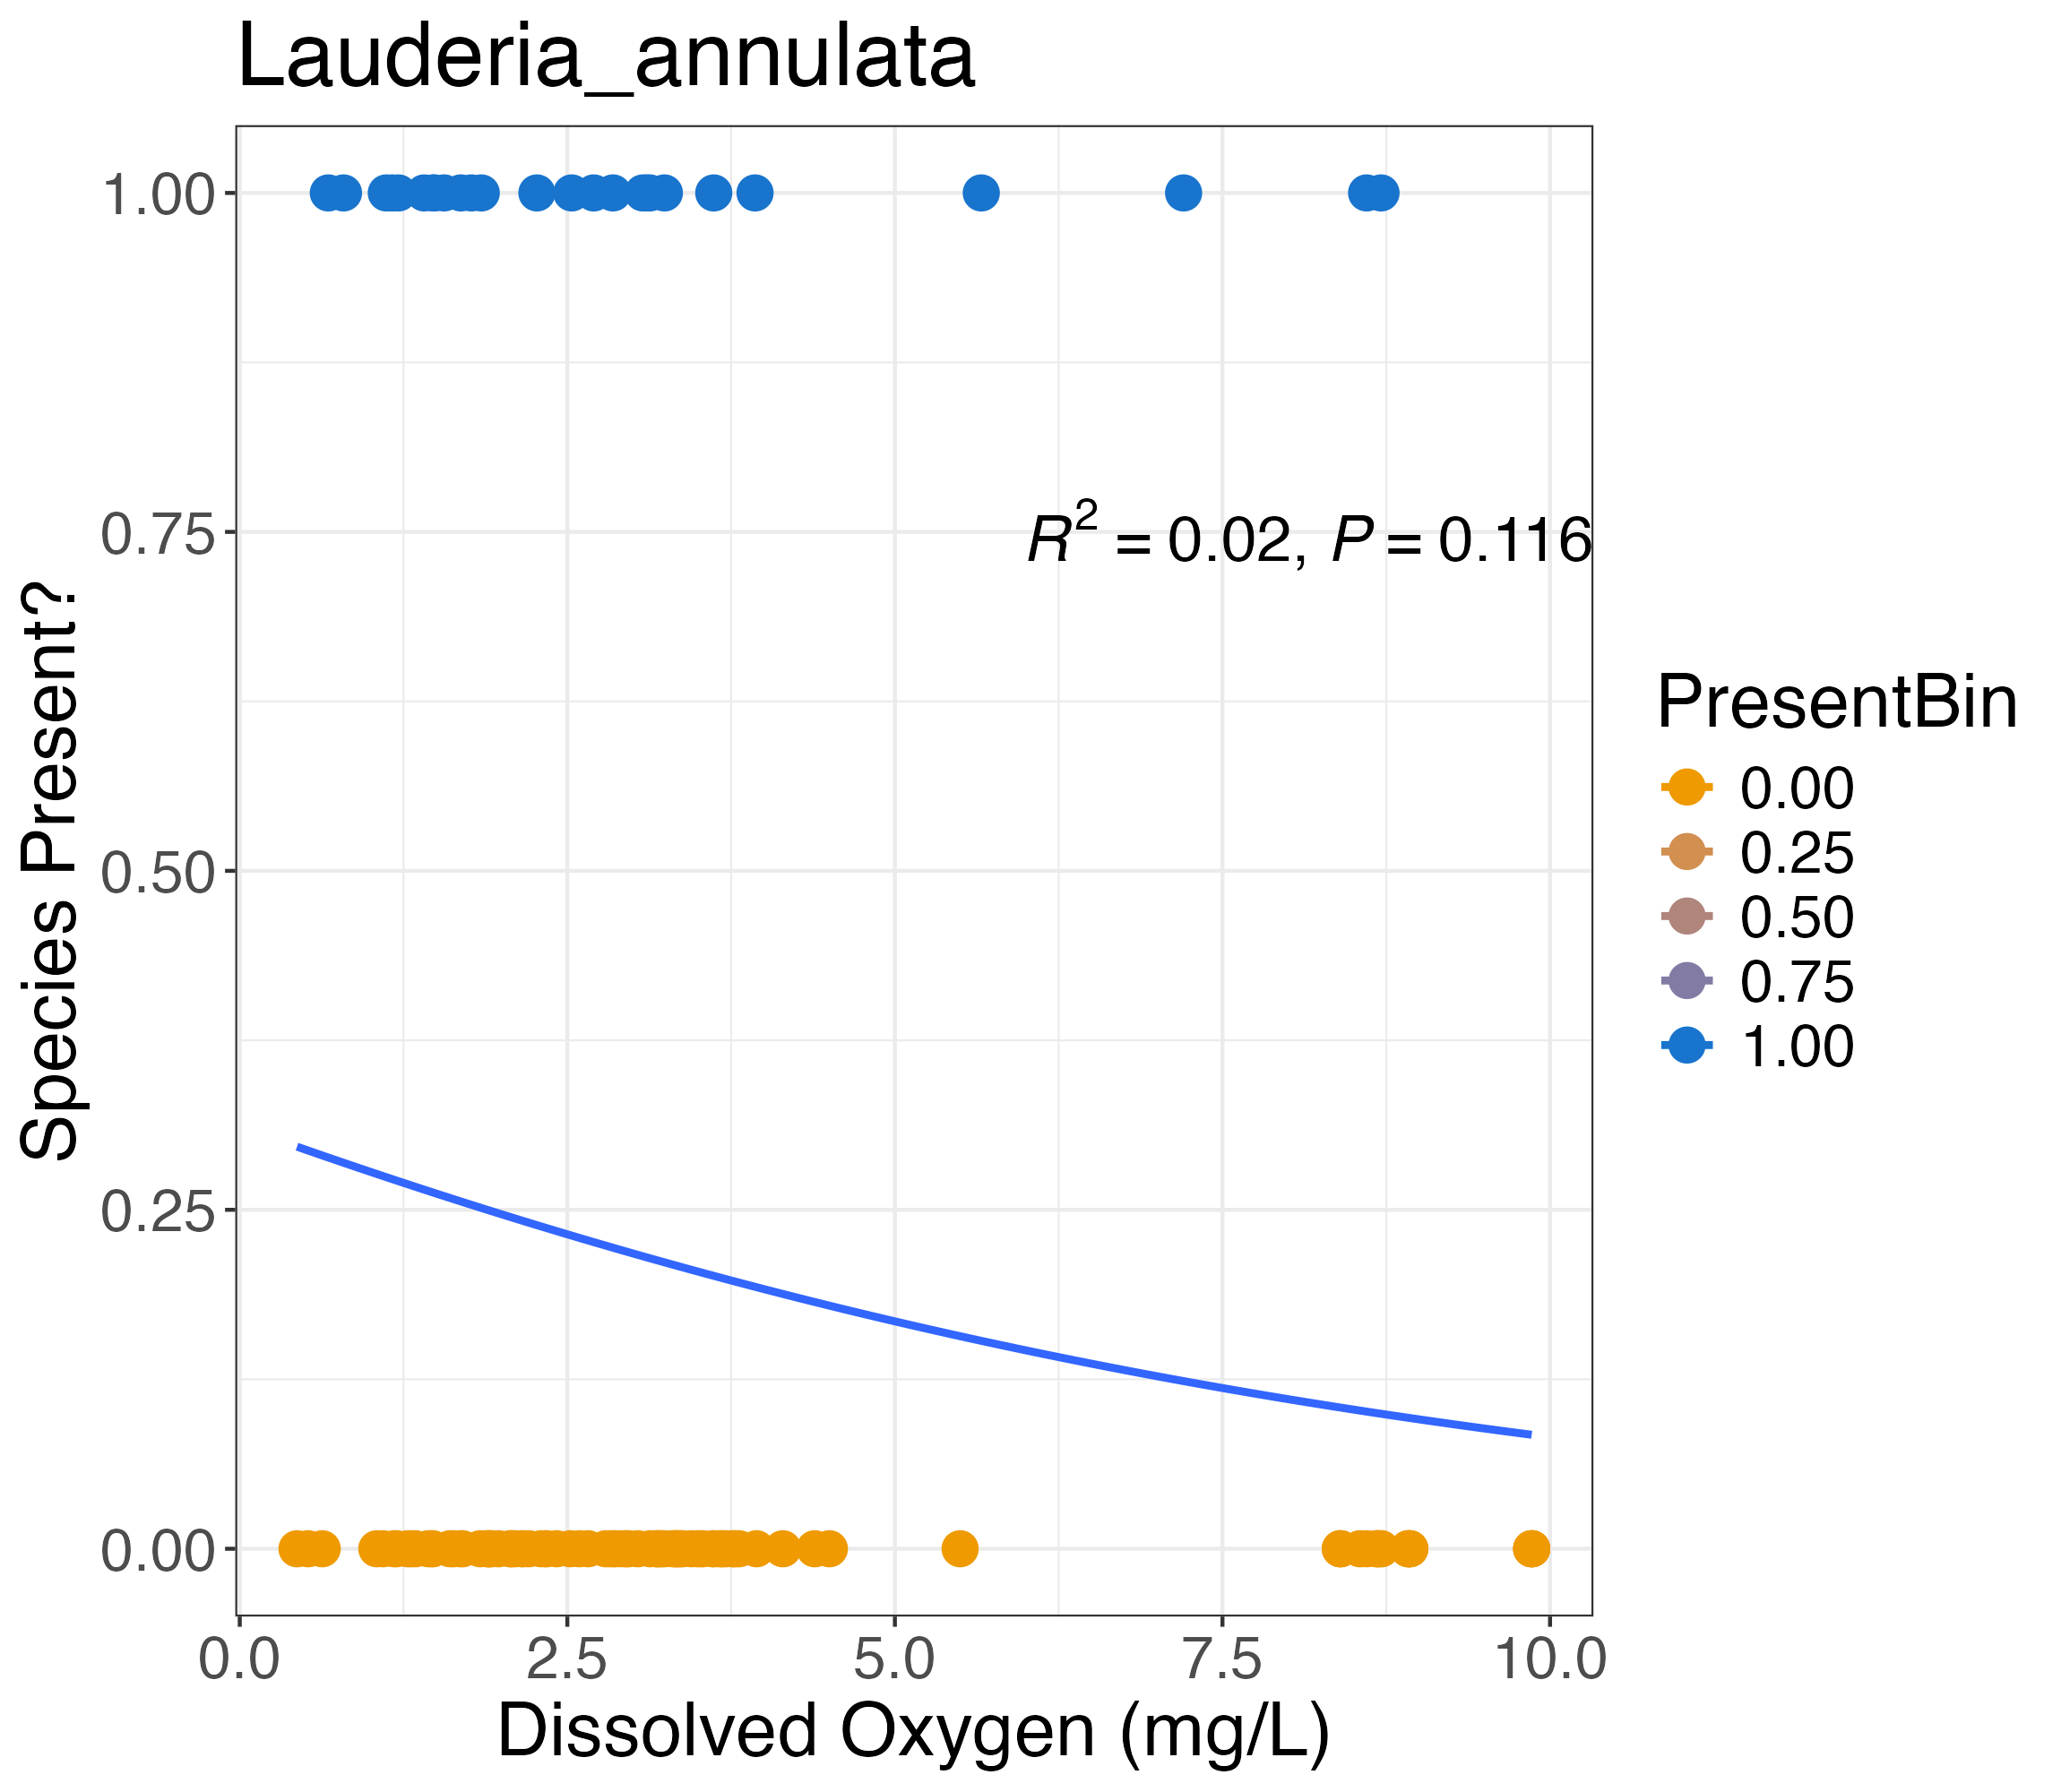 Lauderia_annulata
1.00
0.75
0.50
0.25
0.00
Species Present?
R² = 0.02, P = 0.116
0.0 2.5 5.0 7.5 10.0
Dissolved Oxygen (mg/L)
PresentBin
0.00
0.25
0.50
0.75
1.00